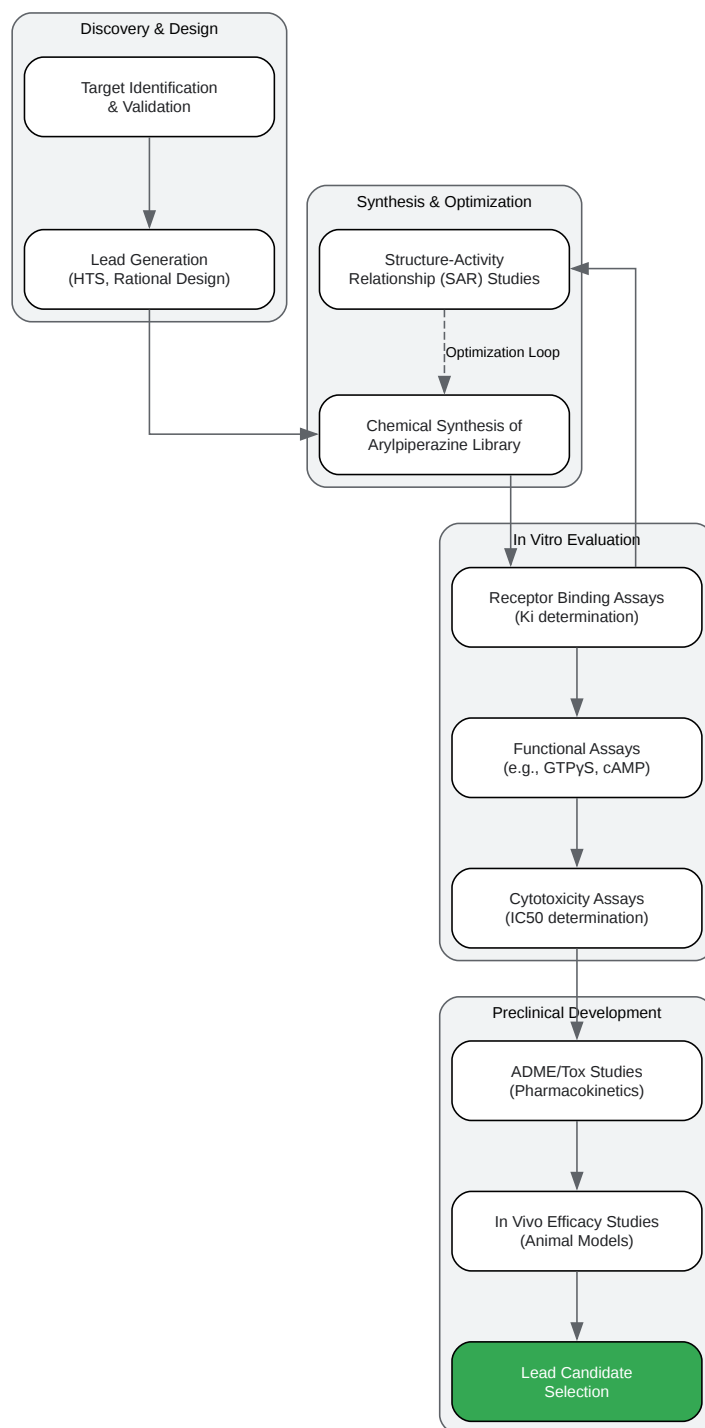 Discovery & Design
Target Identification
& Validation
Lead Generation
(HTS, Rational Design)
Synthesis & Optimization
Structure-Activity
Relationship (SAR) Studies
Optimization Loop
Chemical Synthesis of
Arylpiperazine Library
In Vitro Evaluation
Receptor Binding Assays
(Ki determination)
Functional Assays
(e.g., GTPγS, cAMP)
Cytotoxicity Assays
(IC50 determination)
Preclinical Development
ADME/Tox Studies
(Pharmacokinetics)
In Vivo Efficacy Studies
(Animal Models)
Lead Candidate
Selection